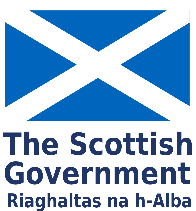 The Scottish
Government
Riaghaltas na h-Alba